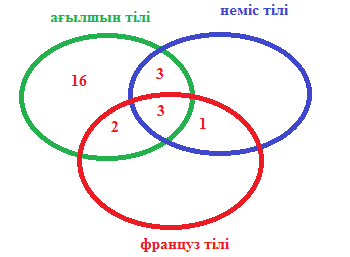 ағылшын тілі
неміс тілі
16
3
3
2
1
француз тілі